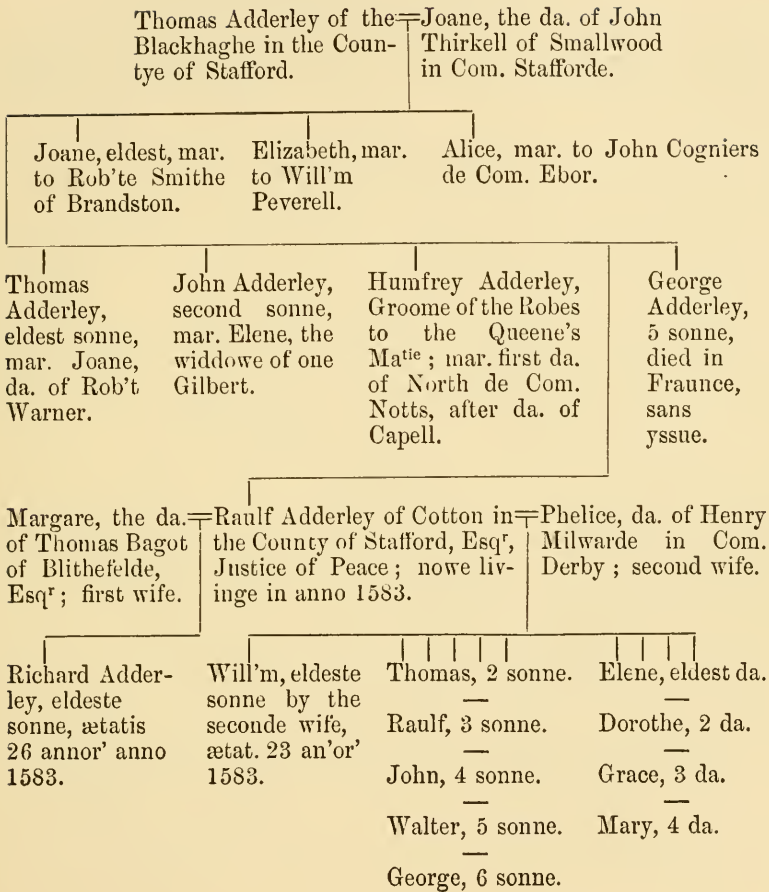 Thomas Adderley of the
Blackhaghe in the Coun-
tye of Stafford.
Joane, the da. of John
Thirkell of Smallwood
in Com. Stafforde.
Joane, eldest, mar.
to Rob'te Smithe
of Brandston.
Elizabeth, mar.
to Will'm
Peverell.
Alice, mar. to John Cogniers
de Com. Ebor.
Thomas
Adderley,
eldest sonne,
mar. Joane,
da. of Rob't
Warner.
John Adderley,
second sonne,
mar. Elene, the
widdowe of one
Gilbert.
Humfrey Adderley,
Groome of the Robes
to the Queene's
Maᵗⁱᵉ; mar. first da.
of North de Com.
Notts, after da. of
Capell.
George
Adderley,
5 sonne,
died in
Fraunce,
sans
yssue.
Margare, the da.
of Thomas Bagot
of Blithefelde,
Esqʳ; first wife.
Raulf Adderley of Cotton in
the County of Stafford, Esqʳ,
Justice of Peace; nowe liv-
inge in anno 1583.
Phelice, da. of Henry
Milwarde in Com.
Derby; second wife.
Richard Adder-
ley, eldeste
sonne, ætatis
26 annor' anno
1583.
Will'm, eldeste
sonne by the
seconde wife,
ætat. 23 an'or'
1583.
Thomas, 2 sonne.
Raulf, 3 sonne.
John, 4 sonne.
Walter, 5 sonne.
George, 6 sonne.
Elene, eldest da.
Dorothe, 2 da.
Grace, 3 da.
Mary, 4 da.